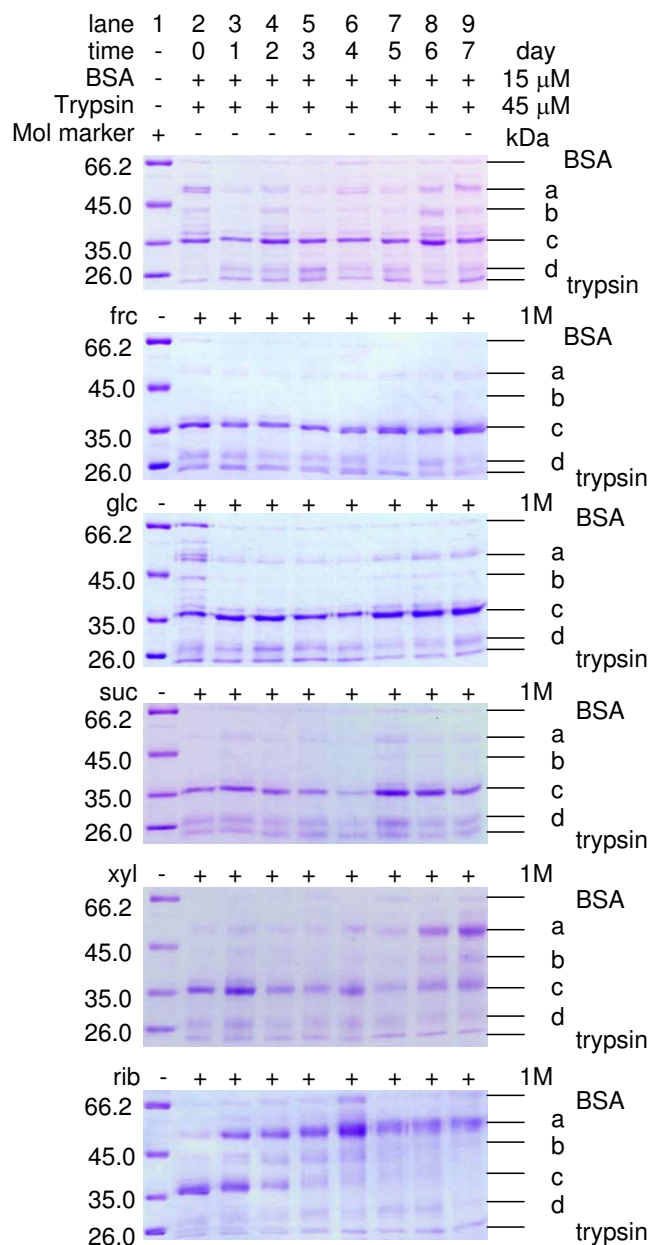 lane 1 2 3 4 5 6 7 8 9
time - 0 1 2 3 4 5 6 7 day
BSA - + + + + + + + + 15 μM
Trypsin - + + + + + + + + 45 μM
Mol marker + - - - - - - - - kDa
66.2 BSA
a
45.0 b
35.0 c
26.0 d
trypsin
frc - + + + + + + + + 1M
66.2 BSA
a
45.0 b
35.0 c
26.0 d
trypsin
glc - + + + + + + + + 1M
66.2 BSA
a
45.0 b
35.0 c
26.0 d
trypsin
suc - + + + + + + + + 1M
66.2 BSA
a
45.0 b
35.0 c
26.0 d
trypsin
xyl - + + + + + + + + 1M
66.2 BSA
a
45.0 b
35.0 c
26.0 d
trypsin
rib - + + + + + + + + 1M
66.2 BSA
a
45.0 b
35.0 c
d
26.0 trypsin